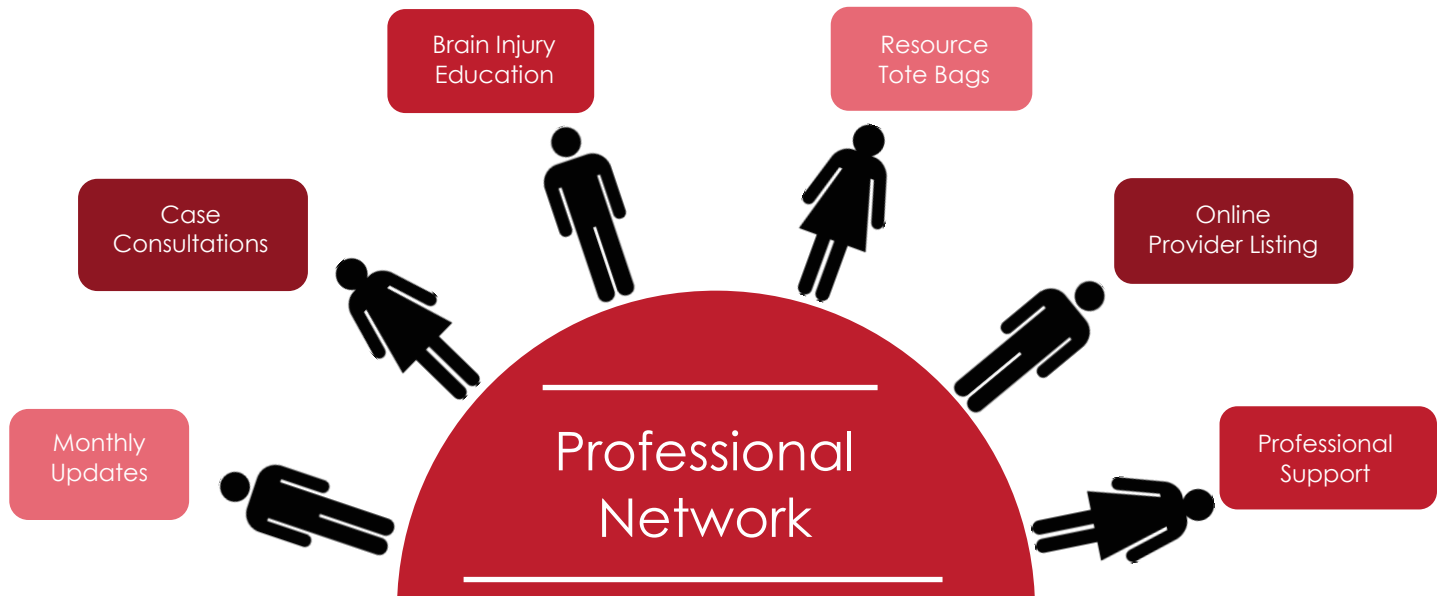 Brain Injury
Education
Resource
Tote Bags
Case
Consultations
Online
Provider Listing
Monthly
Updates
Professional
Network
Professional
Support